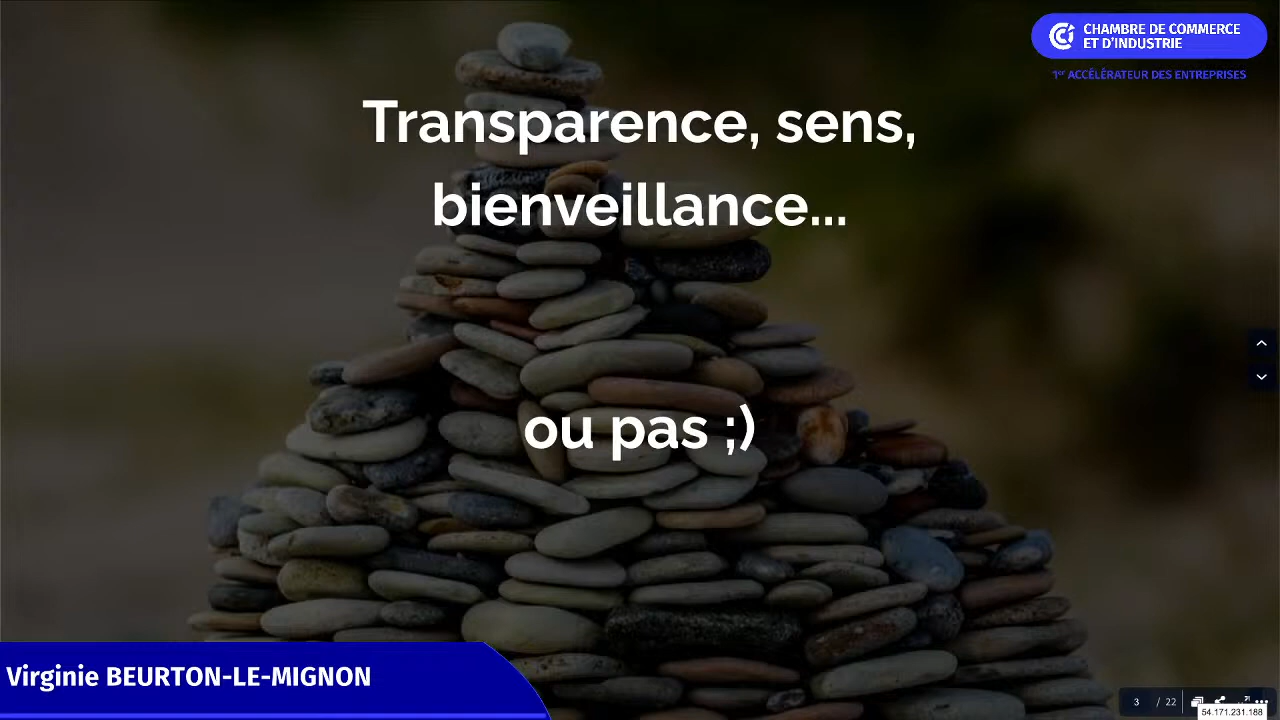 CHAMBRE DE COMMERCE
ET D'INDUSTRIE
1er ACCÉLÉRATEUR DES ENTREPRISES
Transparence, sens,
bienveillance...
ou pas ;)
Virginie BEURTON-LE-MIGNON
3 / 22
54.171.231.188